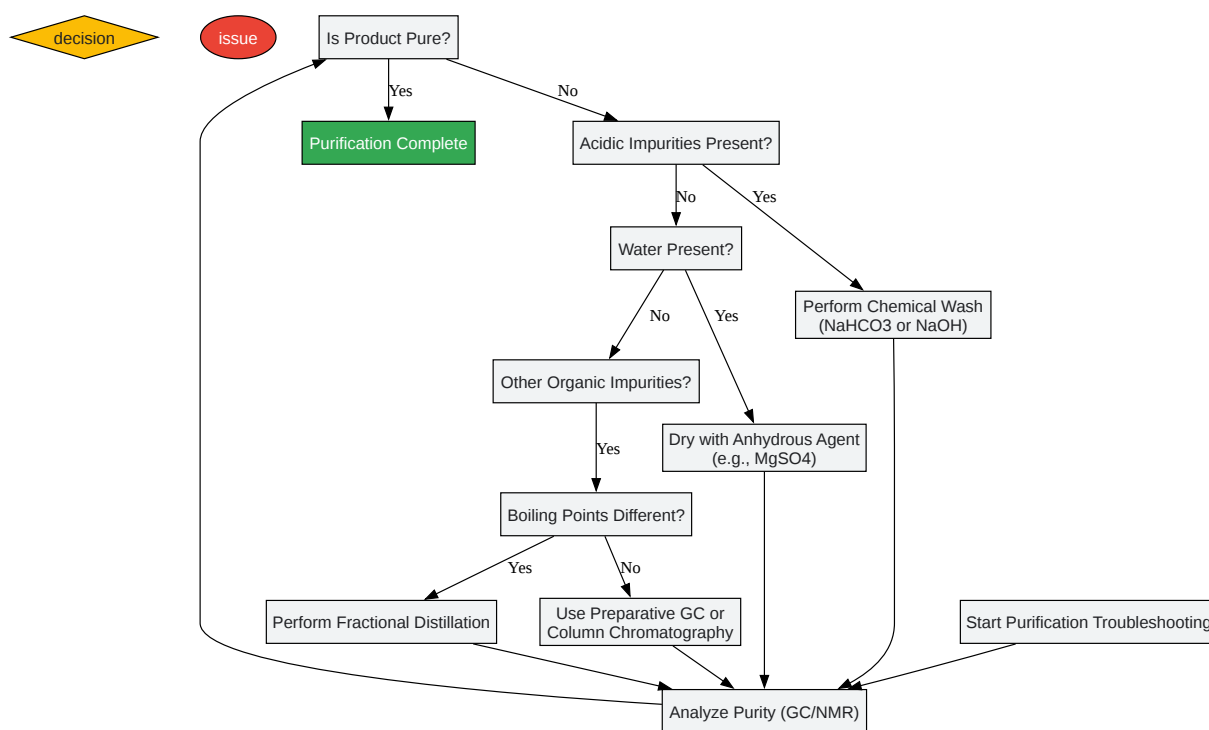 decision
issue
Is Product Pure?
Yes
No
Purification Complete
Acidic Impurities Present?
No
Yes
Water Present?
Perform Chemical Wash
(NaHCO3 or NaOH)
No
Yes
Other Organic Impurities?
Dry with Anhydrous Agent
(e.g., MgSO4)
Yes
Boiling Points Different?
Yes
No
Perform Fractional Distillation
Use Preparative GC or
Column Chromatography
Start Purification Troubleshooting
Analyze Purity (GC/NMR)